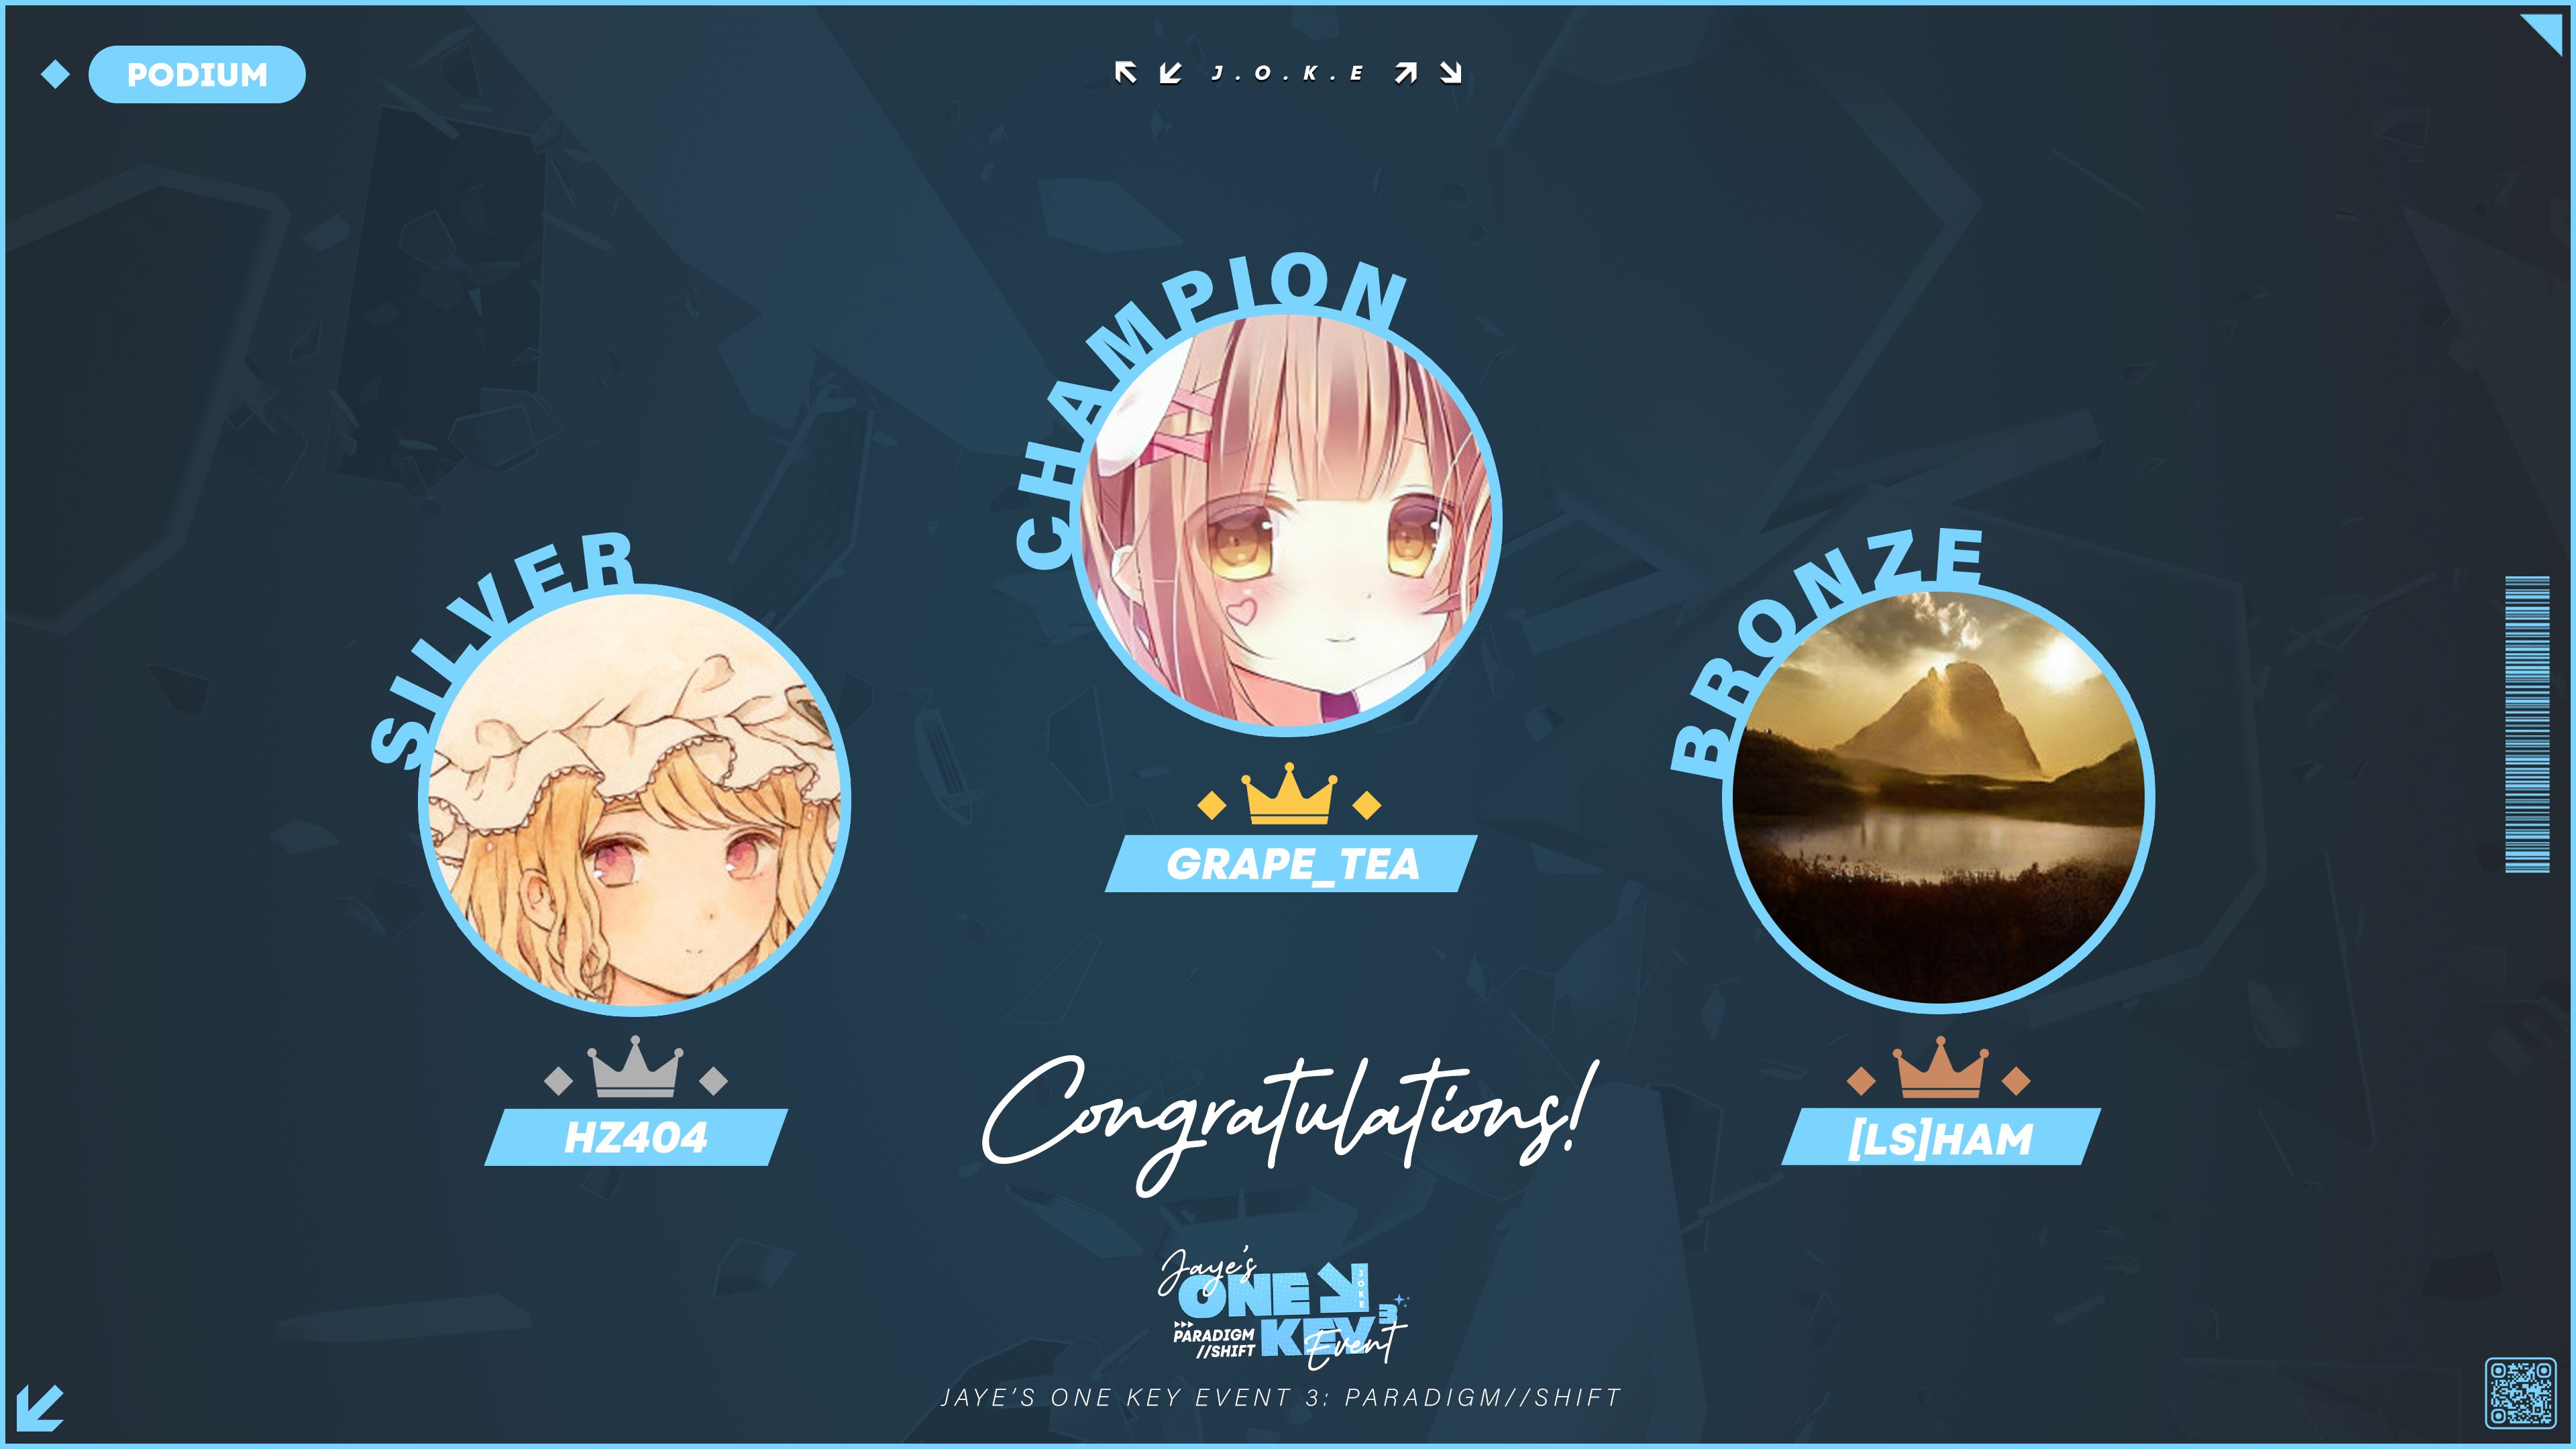 PODIUM
J.O.K.E
CHAMPION
GRAPE_TEA
SILVER
HZ404
BRONZE
[LS]HAM
Congratulations!
Jaye's
ONE
JOKE
KEY
3
Event
PARADIGM
//SHIFT
JAYE'S ONE KEY EVENT 3: PARADIGM//SHIFT